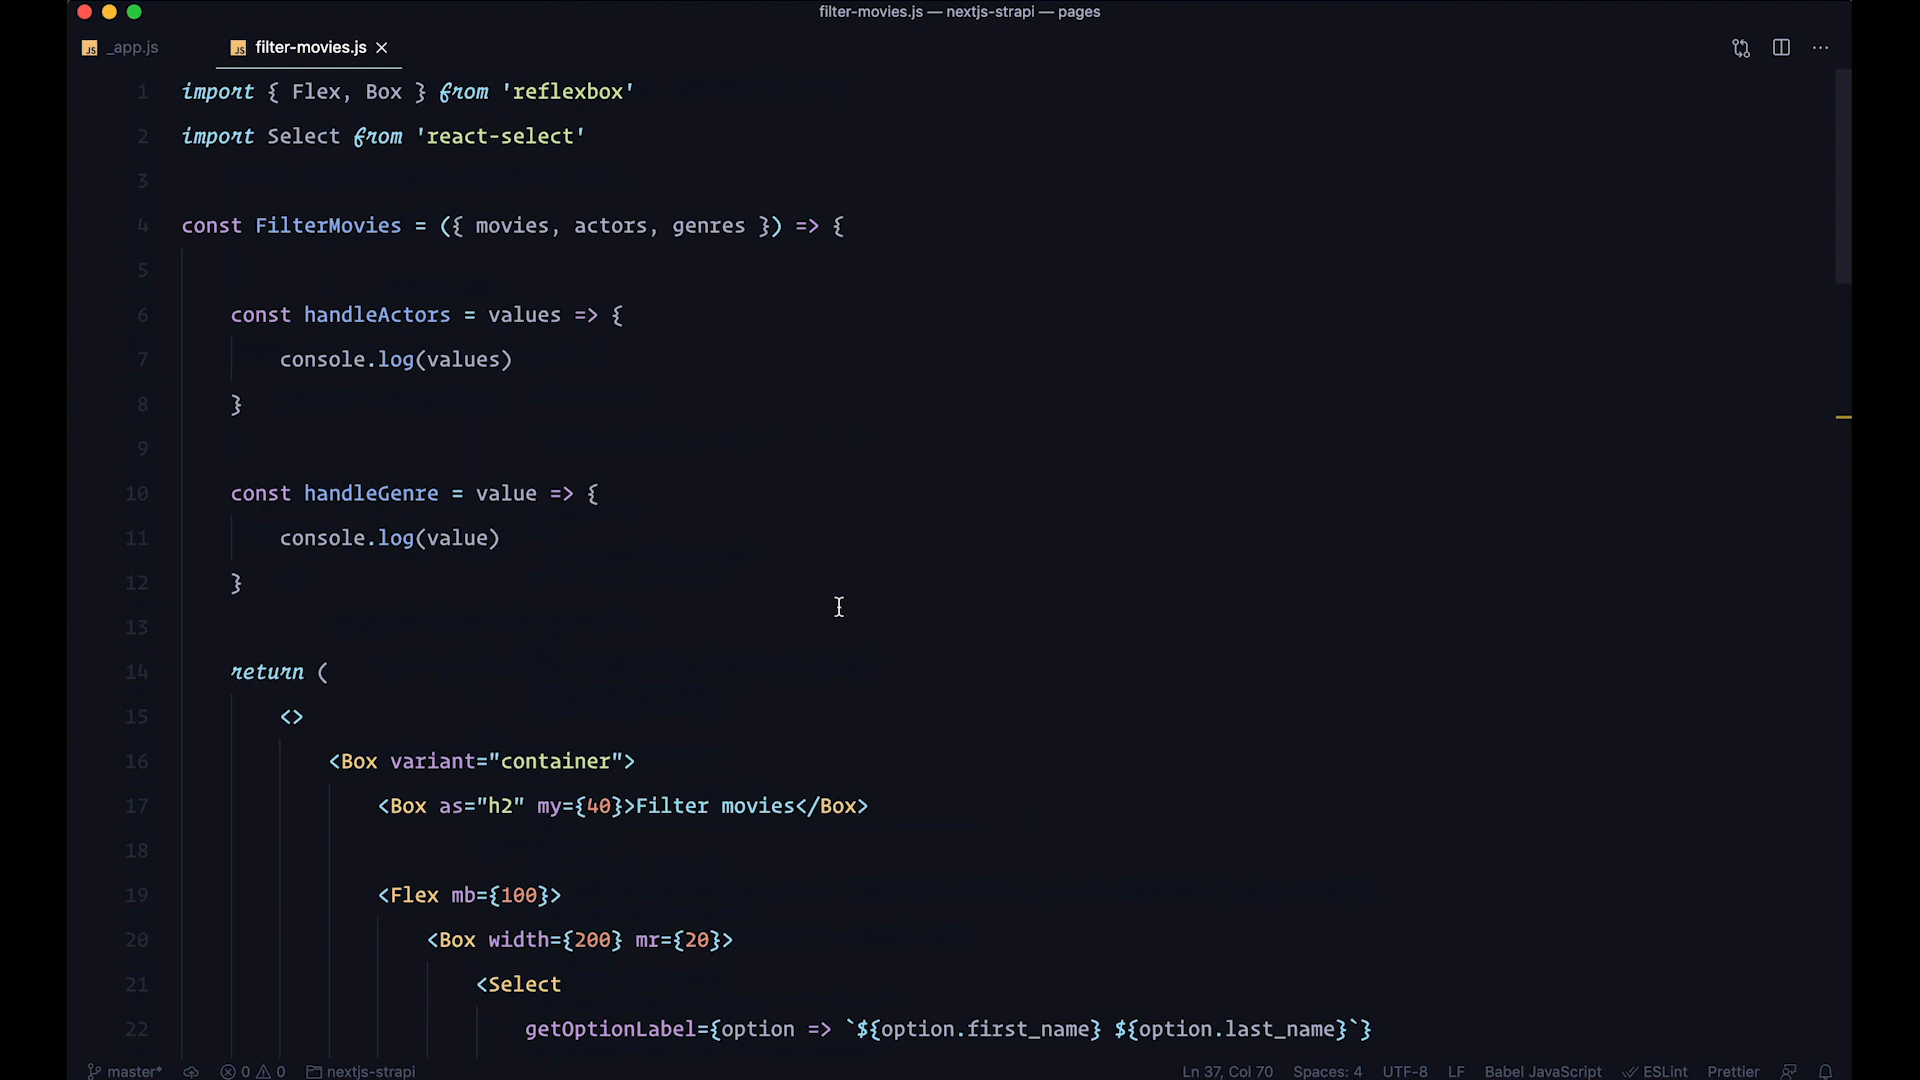 filter-movies.js — nextjs-strapi — pages
JS _app.js
JS filter-movies.js ×
1 import { Flex, Box } from 'reflexbox'
2 import Select from 'react-select'
3
4 const FilterMovies = ({ movies, actors, genres }) => {
5
6 const handleActors = values => {
7 console.log(values)
8 }
9
10 const handleGenre = value => {
11 console.log(value)
12 }
13
14 return (
15 <>
16 <Box variant="container">
17 <Box as="h2" my={40}>Filter movies</Box>
18
19 <Flex mb={100}>
20 <Box width={200} mr={20}>
21 <Select
22 getOptionLabel={option => `${option.first_name} ${option.last_name}`}
master* 0 0 nextjs-strapi Ln 37, Col 70 Spaces: 4 UTF-8 LF Babel JavaScript ESLint Prettier